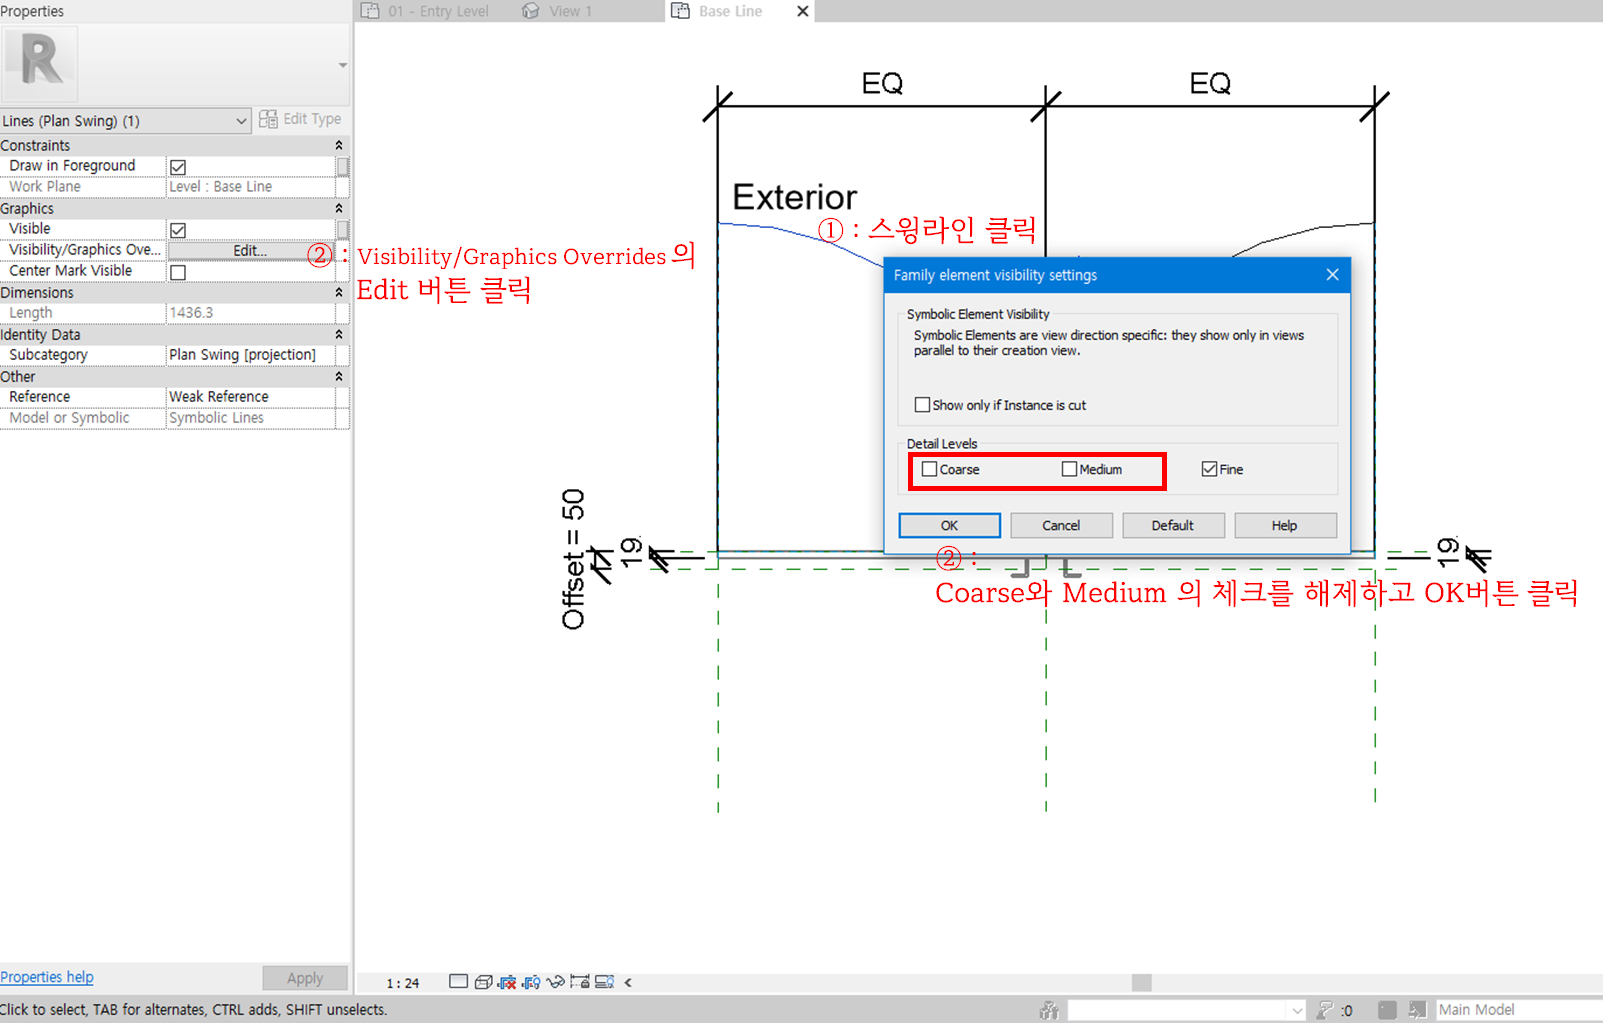 Properties
01 - Entry Level
View 1
Base Line
R
Lines (Plan Swing) (1)
Edit Type
Constraints
Draw in Foreground
Work Plane
Level : Base Line
Graphics
Visible
Visibility/Graphics Ove...
Edit...
Center Mark Visible
Dimensions
Length
1436.3
Identity Data
Subcategory
Plan Swing [projection]
Other
Reference
Weak Reference
Model or Symbolic
Symbolic Lines
Properties help
Apply
EQ
EQ
Exterior
① : 스윙라인 클릭
② : Visibility/Graphics Overrides 의
Edit 버튼 클릭
Family element visibility settings
Symbolic Element Visibility
Symbolic Elements are view direction specific: they show only in views
parallel to their creation view.
Show only if Instance is cut
Detail Levels
Coarse
Medium
Fine
OK
Cancel
Default
Help
② :
Coarse와 Medium 의 체크를 해제하고 OK버튼 클릭
Offset = 50
19.
19.
1 : 24
Click to select, TAB for alternates, CTRL adds, SHIFT unselects.
:0
Main Model